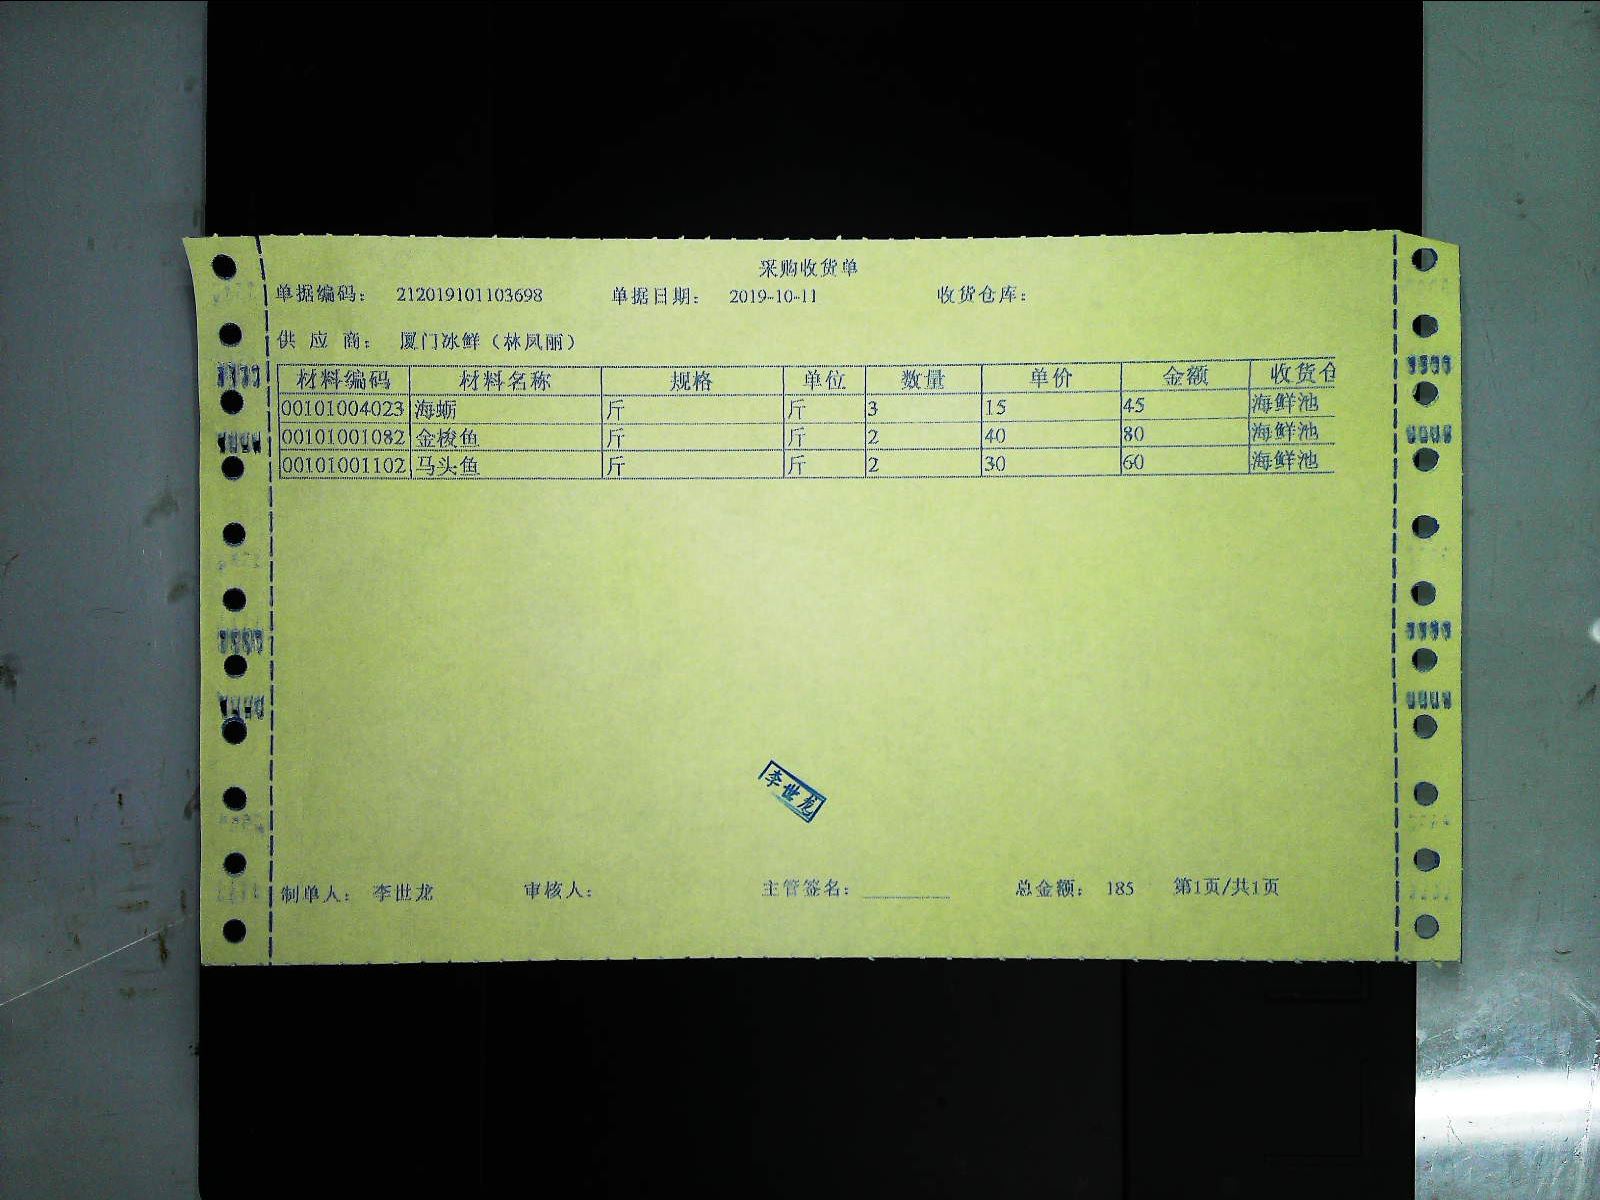 采购收货单
单据编码： 212019101103698 单据日期： 2019-10-11 收货仓库：
供 应 商： 厦门冰鲜（林凤丽）
材料编码 材料名称 规格 单位 数量 单价 金额 收货仓
00101004023 海蛎 斤 斤 3 15 45 海鲜池
00101001082 金梭鱼 斤 斤 2 40 80 海鲜池
00101001102 马头鱼 斤 斤 2 30 60 海鲜池
李世龙
制单人： 李世龙 审核人： 主管签名： 总金额： 185 第1页/共1页